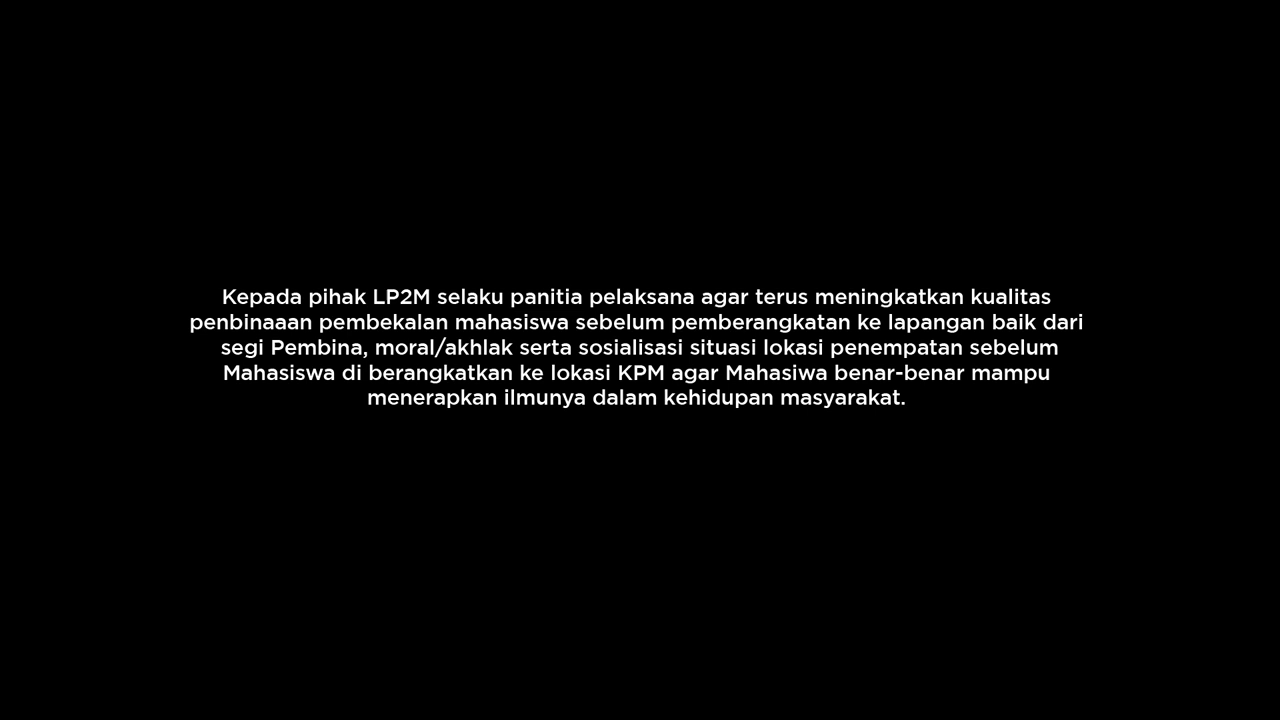 Kepada pihak LP2M selaku panitia pelaksana agar terus meningkatkan kualitas
penbinaaan pembekalan mahasiswa sebelum pemberangkatan ke lapangan baik dari
segi Pembina, moral/akhlak serta sosialisasi situasi lokasi penempatan sebelum
Mahasiswa di berangkatkan ke lokasi KPM agar Mahasiwa benar-benar mampu
menerapkan ilmunya dalam kehidupan masyarakat.